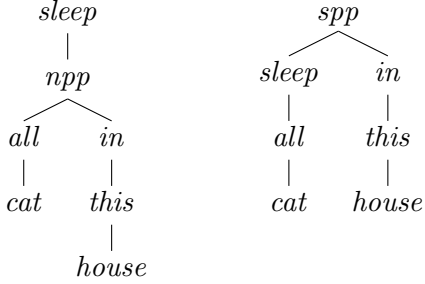 sleep
npp
all in
cat this
house
spp
sleep in
all this
cat house